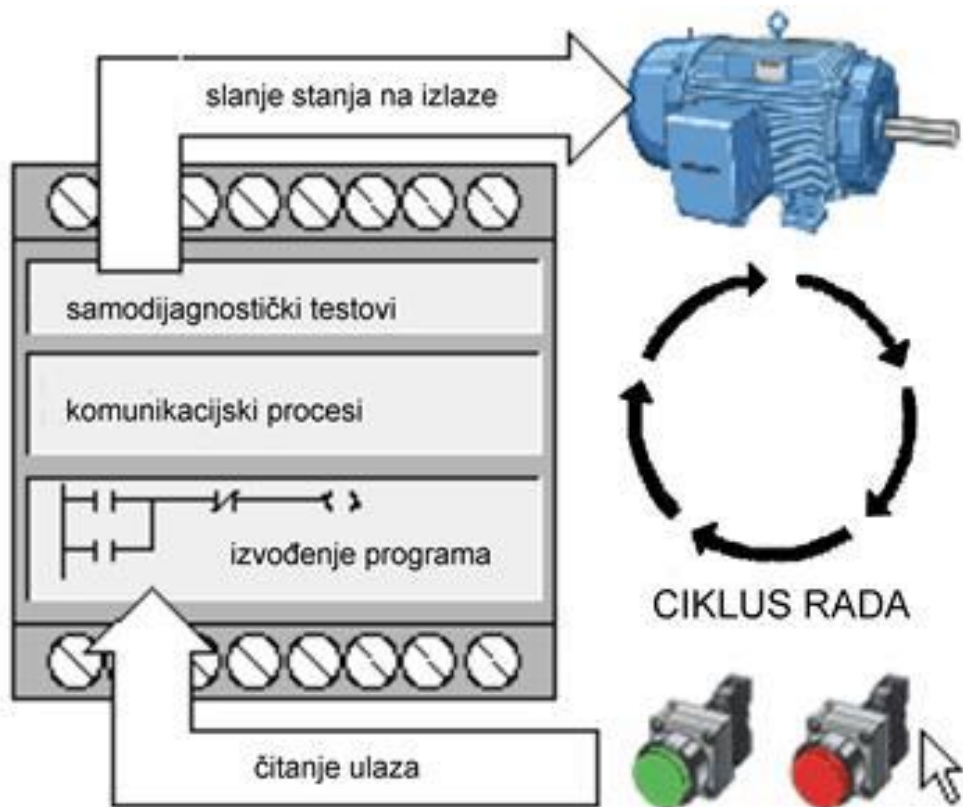 slanje stanja na izlaze
samodijagnostički testovi
komunikacijski procesi
izvođenje programa
CIKLUS RADA
čitanje ulaza